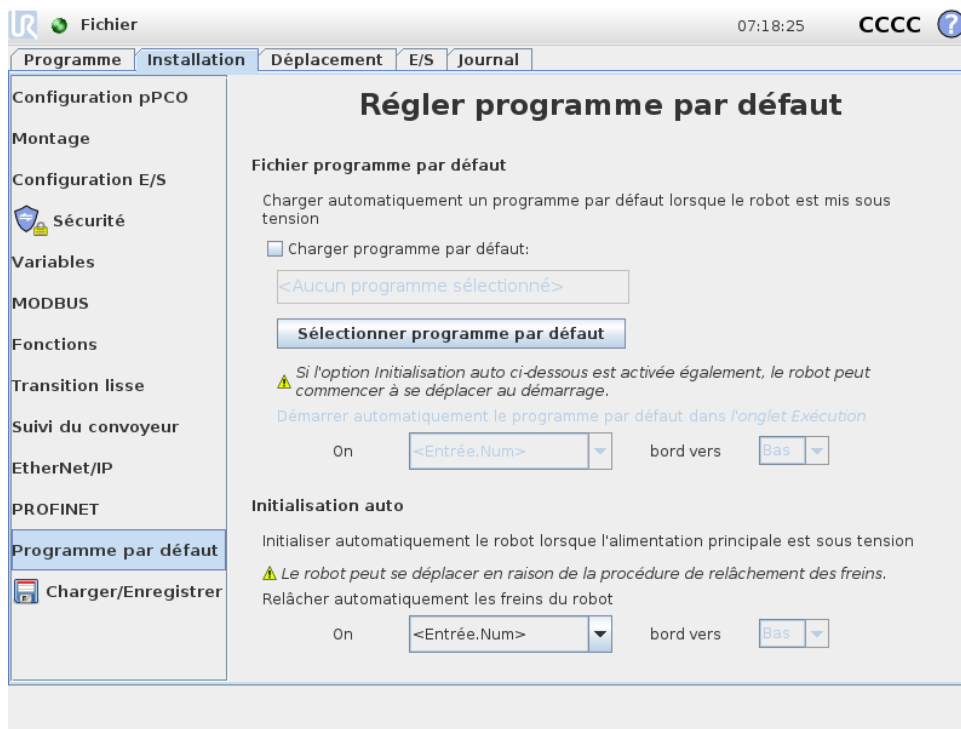 UR Fichier 07:18:25 CCCC ?
Programme Installation Déplacement E/S Journal
Configuration pPCO
Montage
Configuration E/S
Sécurité
Variables
MODBUS
Fonctions
Transition lisse
Suivi du convoyeur
EtherNet/IP
PROFINET
Programme par défaut
Charger/Enregistrer
Régler programme par défaut
Fichier programme par défaut
Charger automatiquement un programme par défaut lorsque le robot est mis sous
tension
Charger programme par défaut:
<Aucun programme sélectionné>
Sélectionner programme par défaut
Si l'option Initialisation auto ci-dessous est activée également, le robot peut
commencer à se déplacer au démarrage.
Démarrer automatiquement le programme par défaut dans l'onglet Exécution
On <Entrée.Num> bord vers Bas
Initialisation auto
Initialiser automatiquement le robot lorsque l'alimentation principale est sous tension
Le robot peut se déplacer en raison de la procédure de relâchement des freins.
Relâcher automatiquement les freins du robot
On <Entrée.Num> bord vers Bas